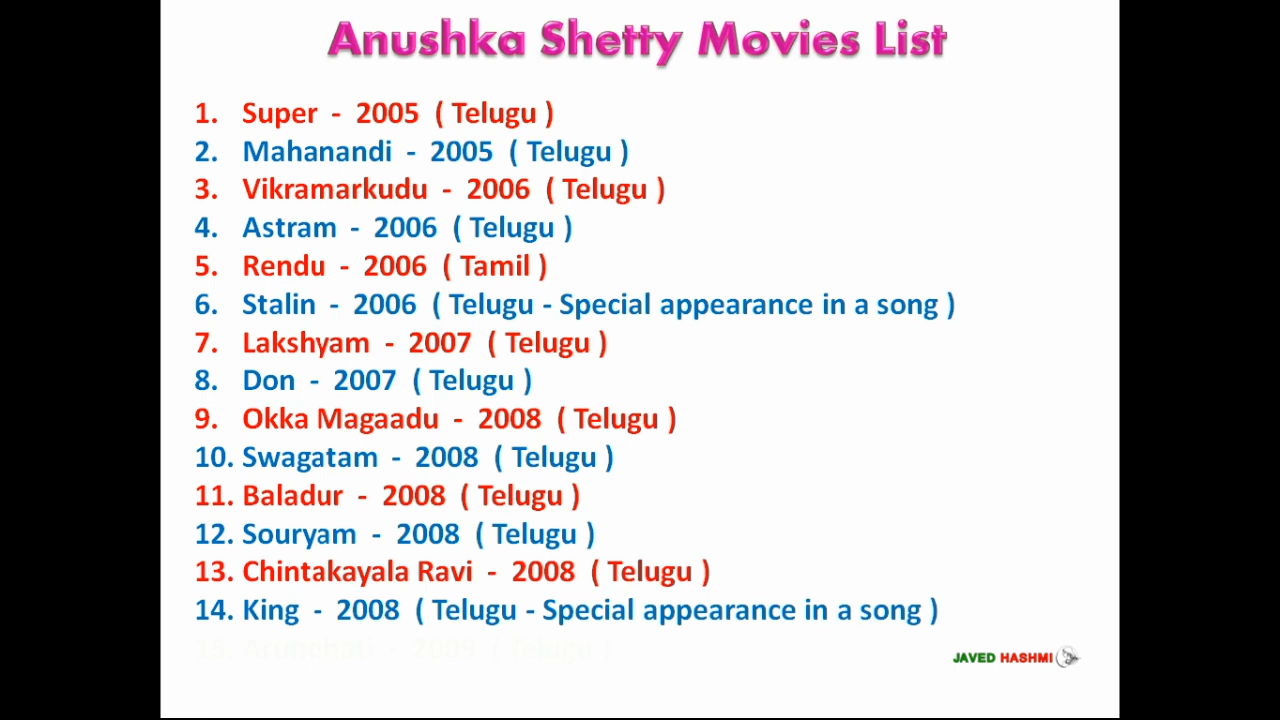 Anushka Shetty Movies List
1. Super - 2005 ( Telugu )
2. Mahanandi - 2005 ( Telugu )
3. Vikramarkudu - 2006 ( Telugu )
4. Astram - 2006 ( Telugu )
5. Rendu - 2006 ( Tamil )
6. Stalin - 2006 ( Telugu - Special appearance in a song )
7. Lakshyam - 2007 ( Telugu )
8. Don - 2007 ( Telugu )
9. Okka Magaadu - 2008 ( Telugu )
10. Swagatam - 2008 ( Telugu )
11. Baladur - 2008 ( Telugu )
12. Souryam - 2008 ( Telugu )
13. Chintakayala Ravi - 2008 ( Telugu )
14. King - 2008 ( Telugu - Special appearance in a song )
15. - 2009 ( Telugu )
JAVED HASHMI